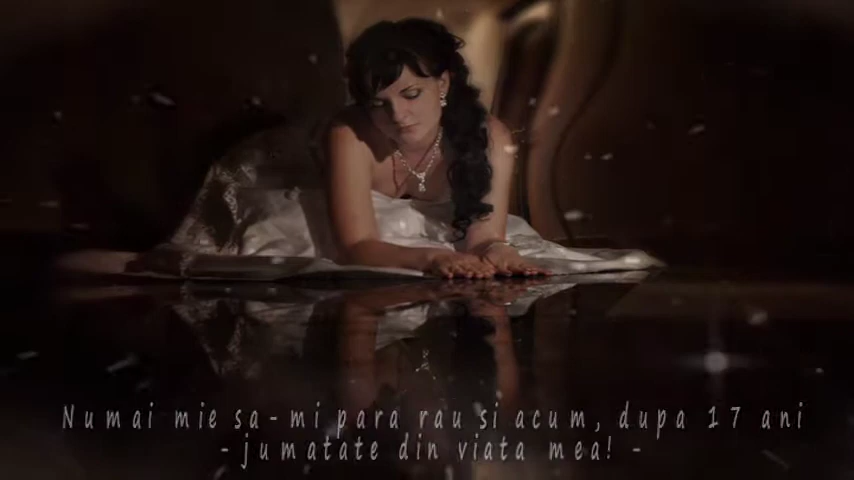 Numai mie sa-mi para rau si acum, dupa 17 ani
-jumatate din viata mea! -